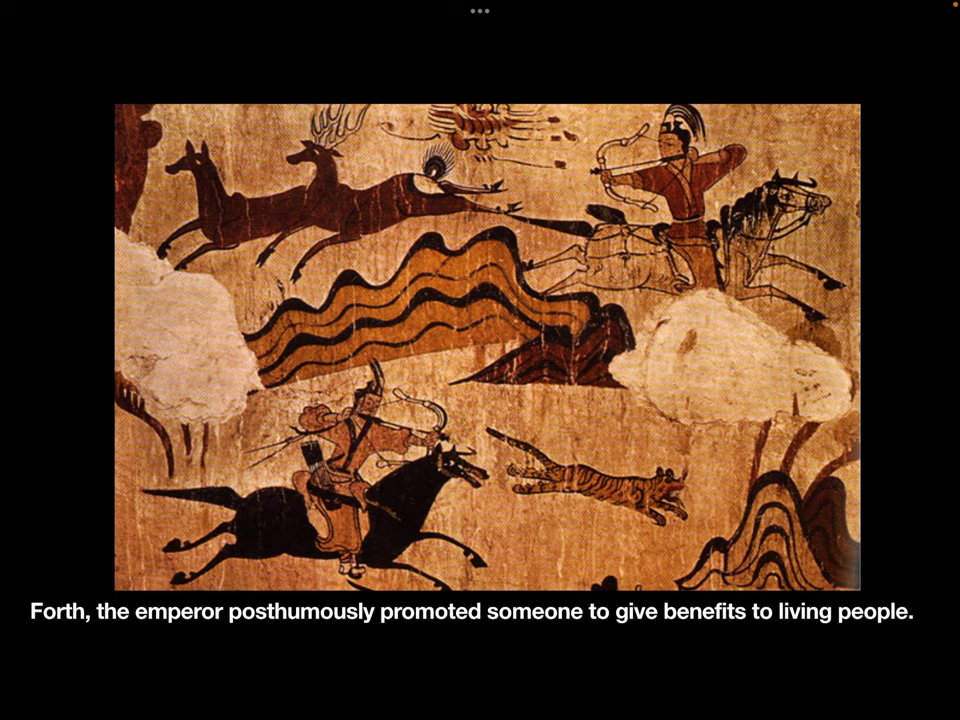 Forth, the emperor posthumously promoted someone to give benefits to living people.